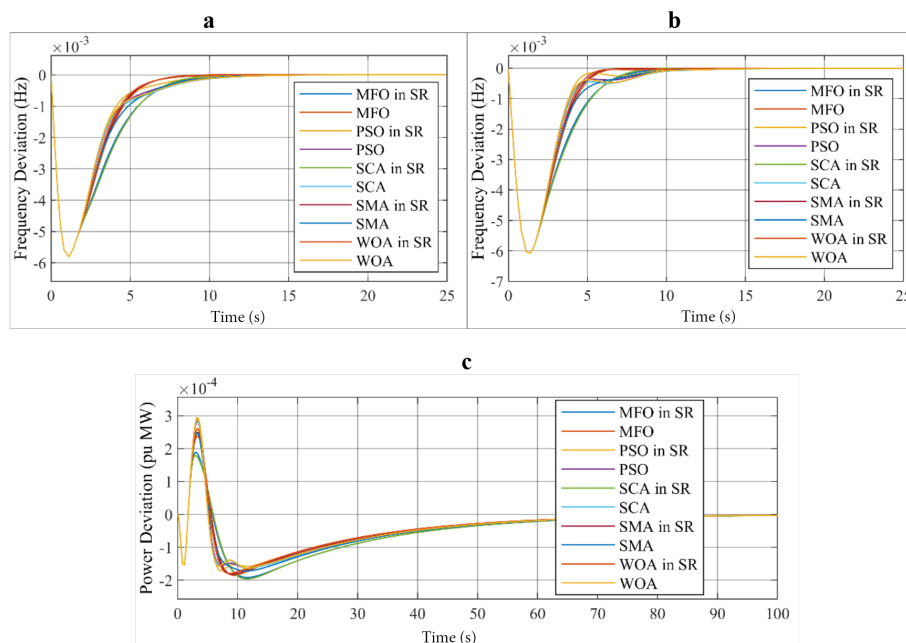 a
×10⁻³
Frequency Deviation (Hz)
0
-1
-2
-3
-4
-5
-6
0
5
10
15
20
25
Time (s)
MFO in SR
MFO
PSO in SR
PSO
SCA in SR
SCA
SMA in SR
SMA
WOA in SR
WOA
b
×10⁻³
Frequency Deviation (Hz)
0
-1
-2
-3
-4
-5
-6
-7
0
5
10
15
20
25
Time (s)
MFO in SR
MFO
PSO in SR
PSO
SCA in SR
SCA
SMA in SR
SMA
WOA in SR
WOA
c
×10⁻⁴
Power Deviation (pu MW)
3
2
1
0
-1
-2
0
10
20
30
40
50
60
70
80
90
100
Time (s)
MFO in SR
MFO
PSO in SR
PSO
SCA in SR
SCA
SMA in SR
SMA
WOA in SR
WOA